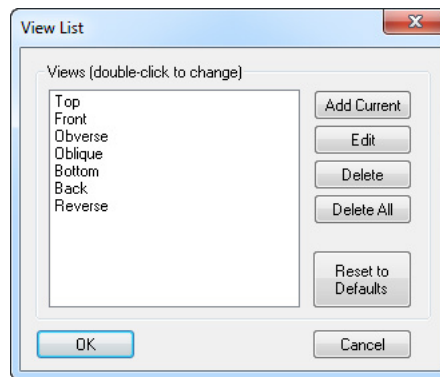 View List
Views (double-click to change)
Top
Front
Obverse
Oblique
Bottom
Back
Reverse
Add Current
Edit
Delete
Delete All
Reset to
Defaults
OK
Cancel